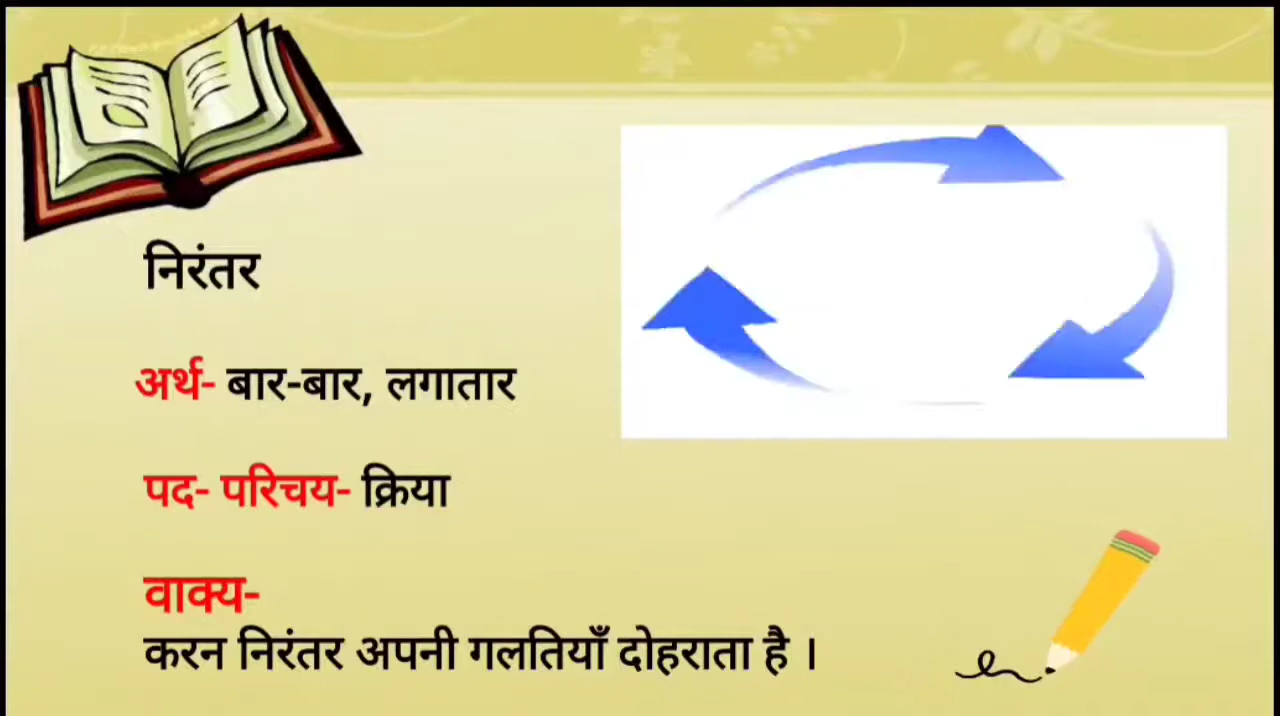 निरंतर
अर्थ- बार-बार, लगातार
पद- परिचय- क्रिया
वाक्य-
करन निरंतर अपनी गलतियाँ दोहराता है ।